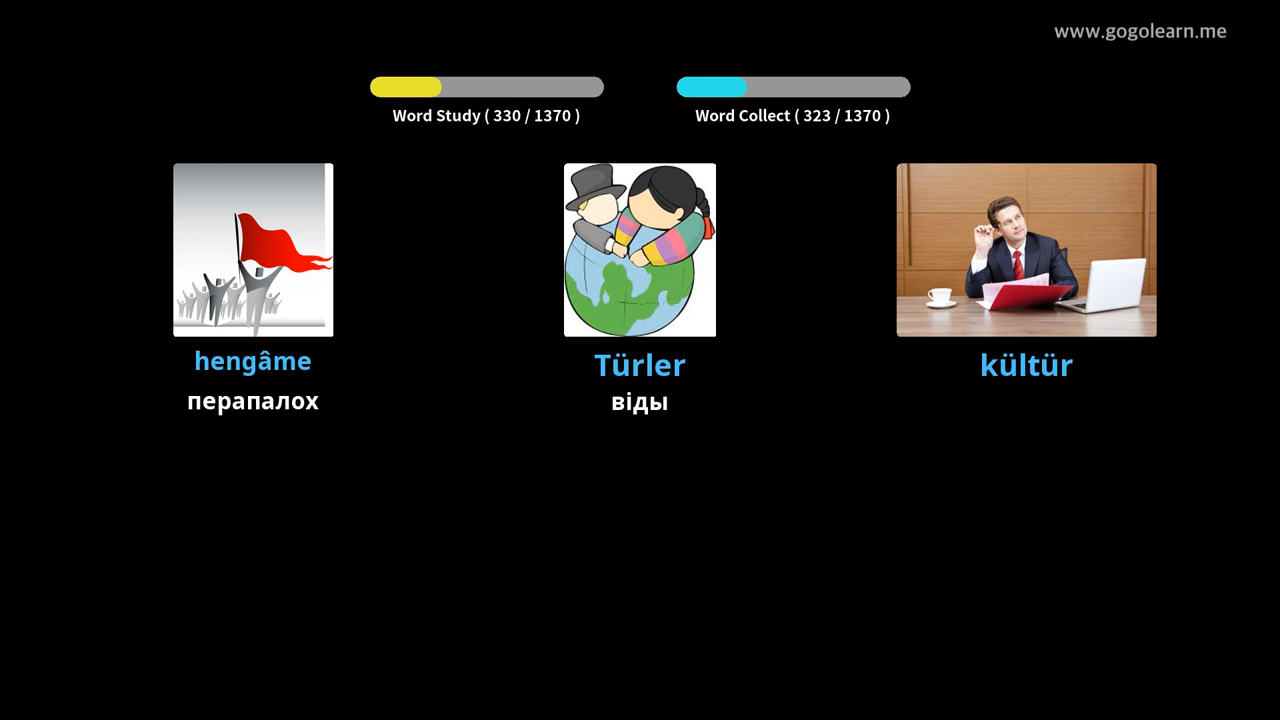 www.gogolearn.me
Word Study ( 330 / 1370 )
Word Collect ( 323 / 1370 )
hengâme
перапалох
Türler
віды
kültür